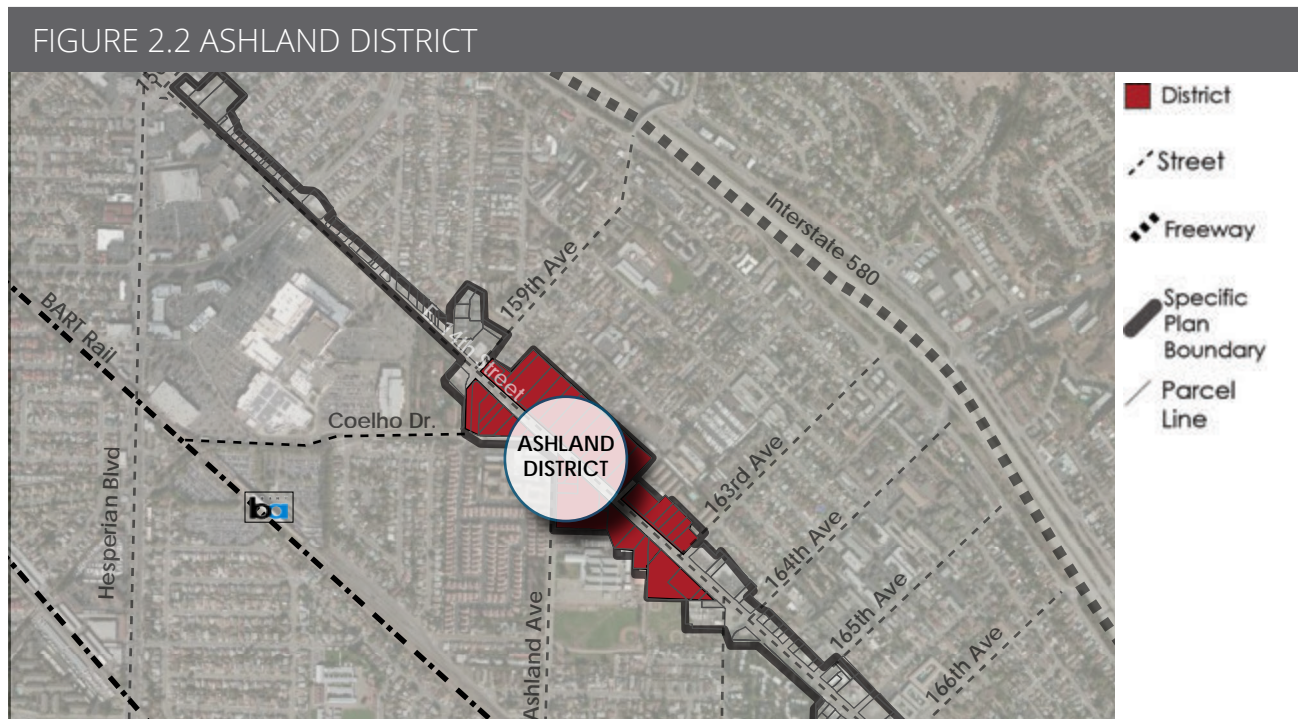 FIGURE 2.2 ASHLAND DISTRICT
District
Street
Freeway
Specific
Plan
Boundary
Parcel
Line
Interstate 580
159th Ave
14th Street
BART Rail
Coelho Dr.
Hesperian Blvd
ASHLAND
DISTRICT
163rd Ave
164th Ave
165th Ave
166th Ave
Ashland Ave